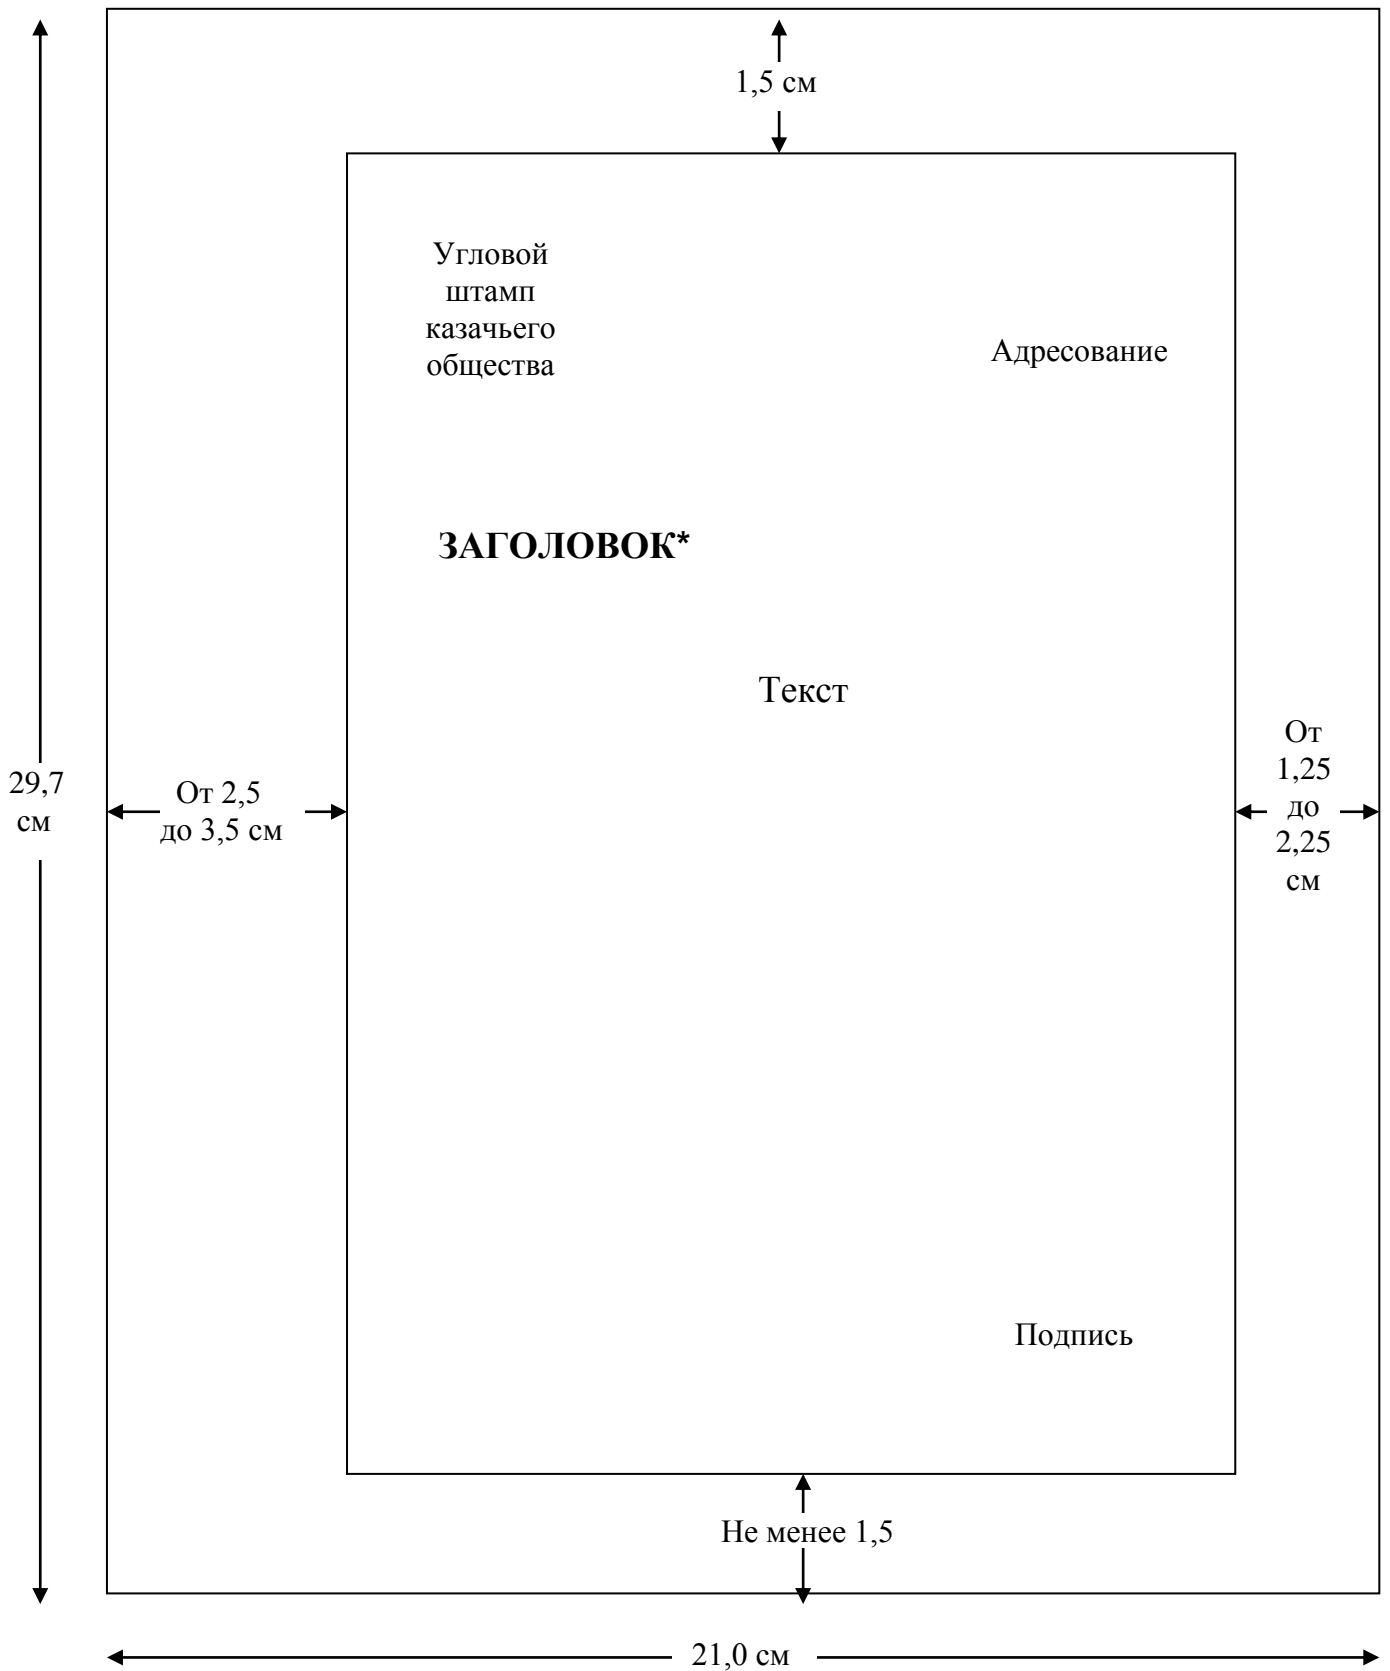 1,5 см
Угловой
штамп
казачьего
общества
Адресование
ЗАГОЛОВОК*
Текст
29,7
см
От 2,5
до 3,5 см
От
1,25
до
2,25
см
Подпись
Не менее 1,5
21,0 см